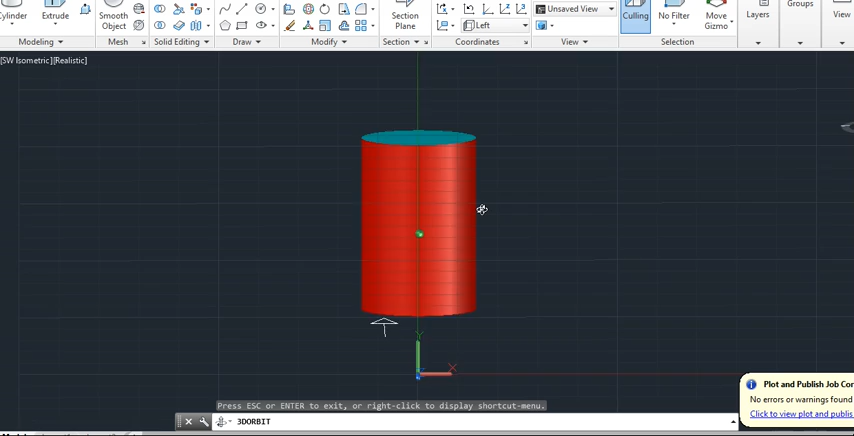 Cylinder
Extrude
Smooth
Object
Section
Plane
Left
Unsaved View
Culling
No Filter
Move
Gizmo
Layers
Groups
View
Modeling
Mesh
Solid Editing
Draw
Modify
Section
Coordinates
View
Selection
[SW Isometric][Realistic]
Y
X
Plot and Publish Job Com
No errors or warnings found
Click to view plot and publis
Press ESC or ENTER to exit, or right-click to display shortcut-menu.
3DORBIT